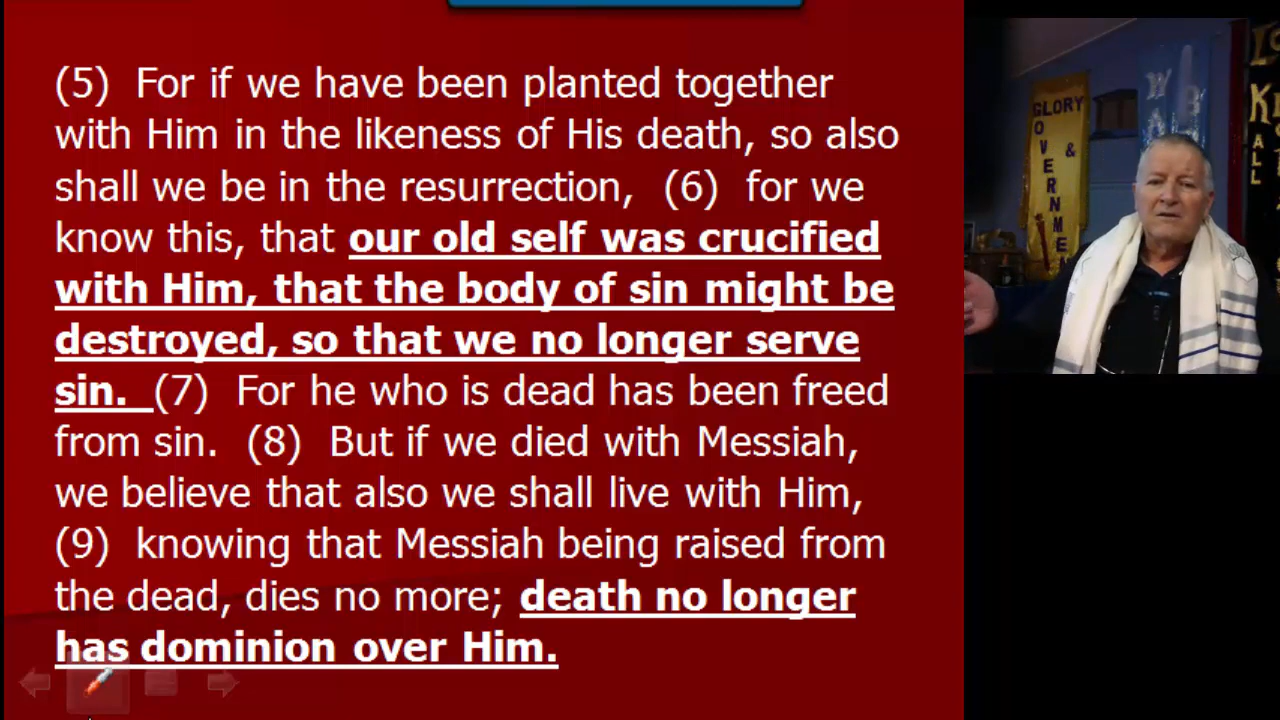 (5) For if we have been planted together
with Him in the likeness of His death, so also
shall we be in the resurrection, (6) for we
know this, that our old self was crucified
with Him, that the body of sin might be
destroyed, so that we no longer serve
sin. (7) For he who is dead has been freed
from sin. (8) But if we died with Messiah,
we believe that also we shall live with Him,
(9) knowing that Messiah being raised from
the dead, dies no more; death no longer
has dominion over Him.
GLORY
&
GOVERNME
W
K
ALL